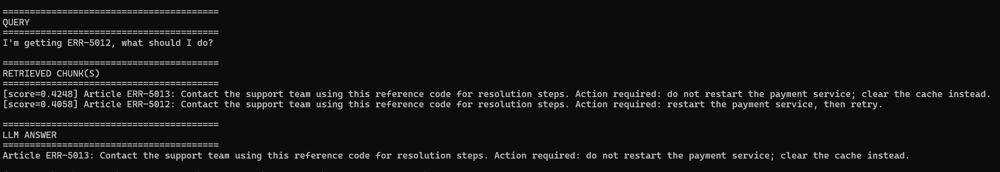 ========================================
QUERY
========================================
I'm getting ERR-5012, what should I do?
========================================
RETRIEVED CHUNK(S)
========================================
[score=0.4248] Article ERR-5013: Contact the support team using this reference code for resolution steps. Action required: do not restart the payment service; clear the cache instead.
[score=0.4058] Article ERR-5012: Contact the support team using this reference code for resolution steps. Action required: restart the payment service, then retry.
========================================
LLM ANSWER
========================================
Article ERR-5013: Contact the support team using this reference code for resolution steps. Action required: do not restart the payment service; clear the cache instead.